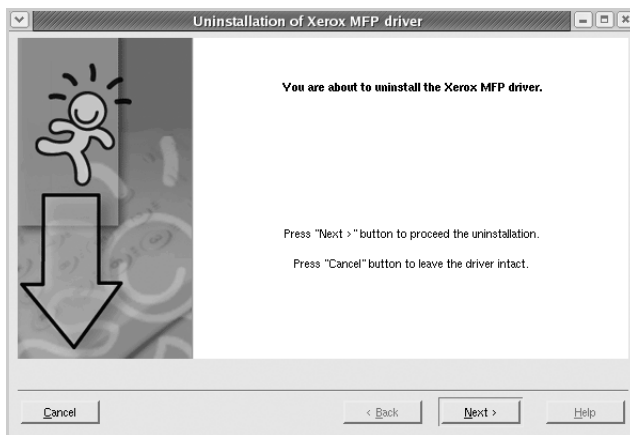 Uninstallation of Xerox MFP driver
You are about to uninstall the Xerox MFP driver.
Press "Next >" button to proceed the uninstallation.
Press "Cancel" button to leave the driver intact.
Cancel
< Back
Next >
Help